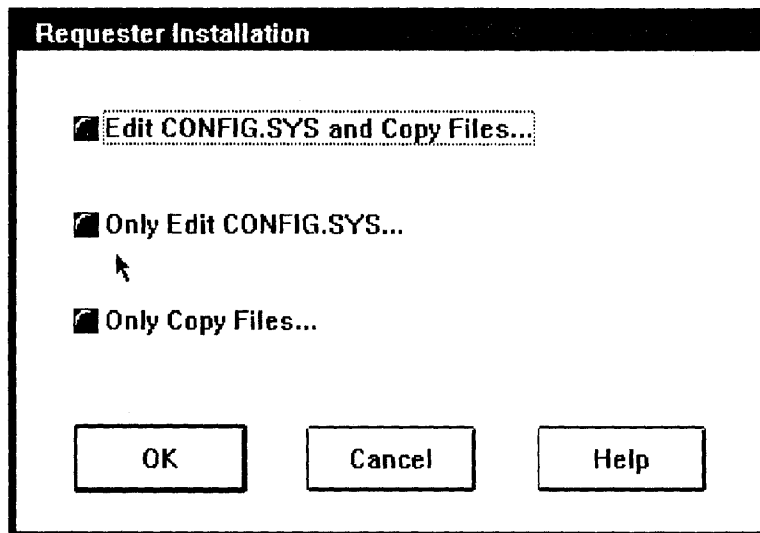 Requester Installation
Edit CONFIG.SYS and Copy Files...
Only Edit CONFIG.SYS...
Only Copy Files...
OK
Cancel
Help